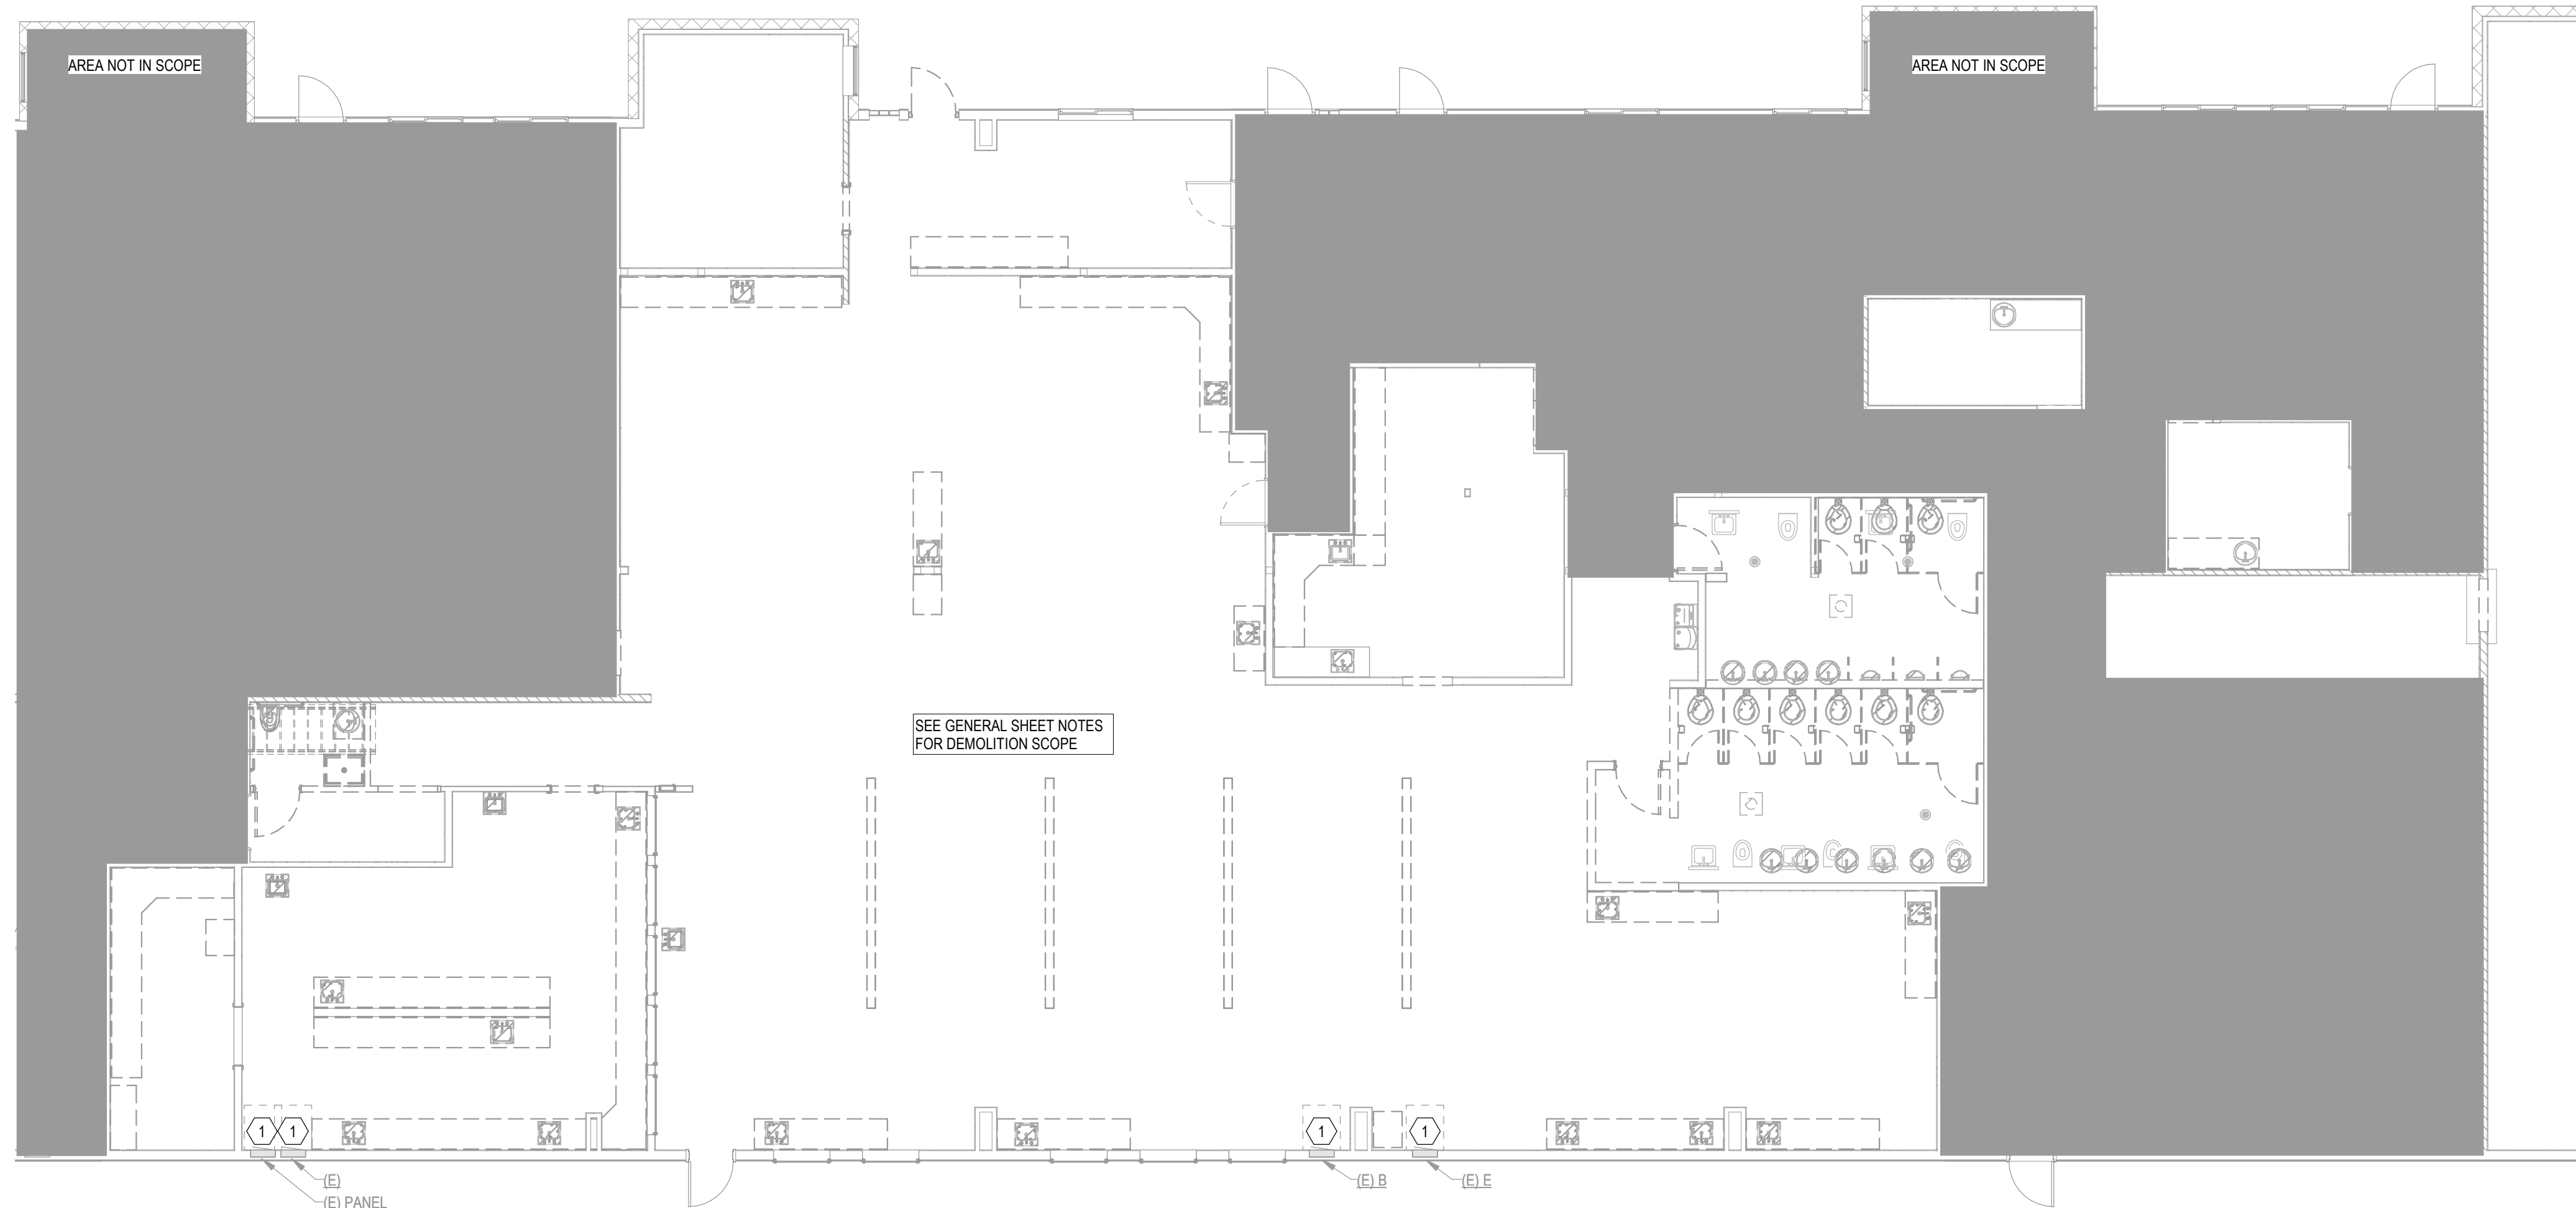 AREA NOT IN SCOPE
AREA NOT IN SCOPE
SEE GENERAL SHEET NOTES
FOR DEMOLITION SCOPE
1
1
1
1
(E)
(E) PANEL
(E) B
(E) E